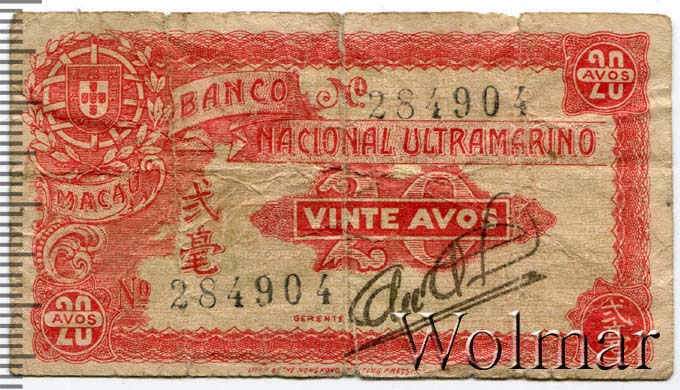 20 AVOS
BANCO
No 284904
NACIONAL ULTRAMARINO
MACAU
20
VINTE AVOS
貳毫
No 284904
GERENTE
20 AVOS
貳
Wolmar